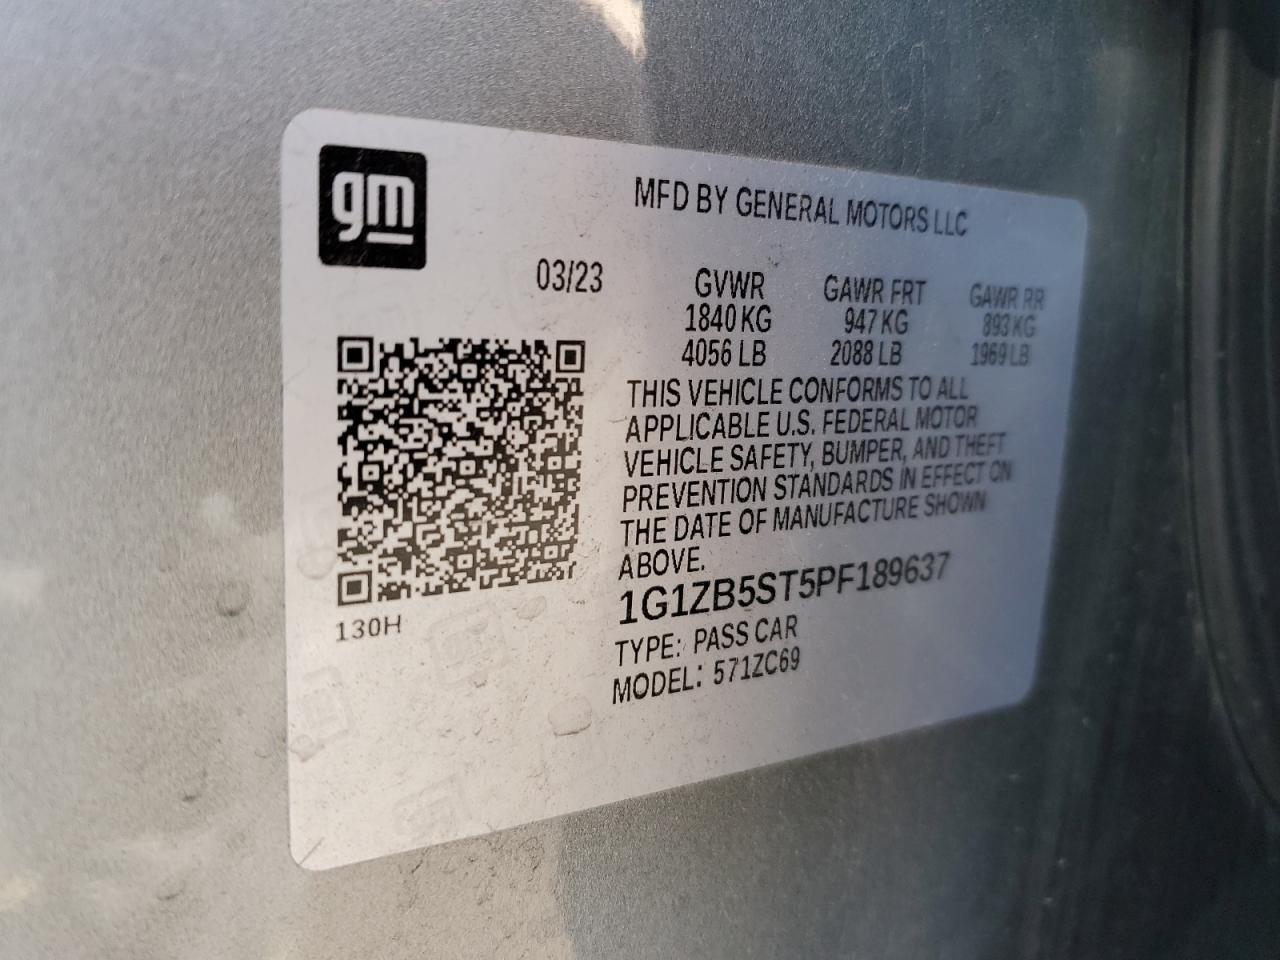 gm
MFD BY GENERAL MOTORS LLC
03/23 GVWR GAWR FRT GAWR RR
1840 KG 947 KG 893 KG
4056 LB 2088 LB 1969 LB
THIS VEHICLE CONFORMS TO ALL
APPLICABLE U.S. FEDERAL MOTOR
VEHICLE SAFETY, BUMPER, AND THEFT
PREVENTION STANDARDS IN EFFECT ON
THE DATE OF MANUFACTURE SHOWN
ABOVE.
1G1ZB5ST5PF189637
130H
TYPE: PASS CAR
MODEL: 571ZC69